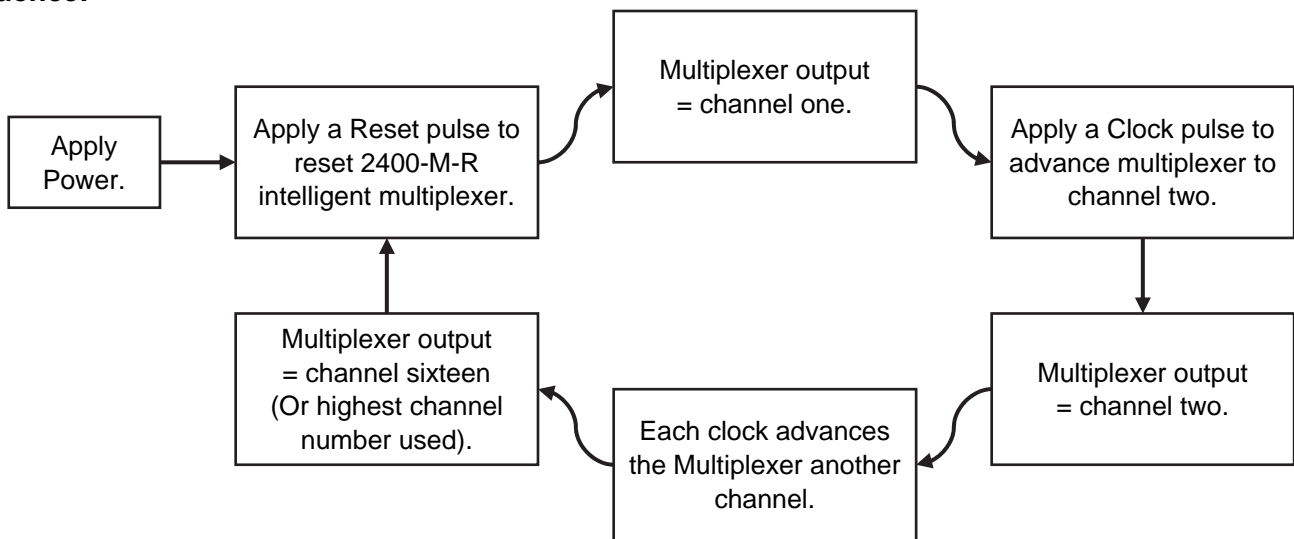 Apply
Power.
Apply a Reset pulse to
reset 2400-M-R
intelligent multiplexer.
Multiplexer output
= channel one.
Apply a Clock pulse to
advance multiplexer to
channel two.
Multiplexer output
= channel two.
Each clock advances
the Multiplexer another
channel.
Multiplexer output
= channel sixteen
(Or highest channel
number used).